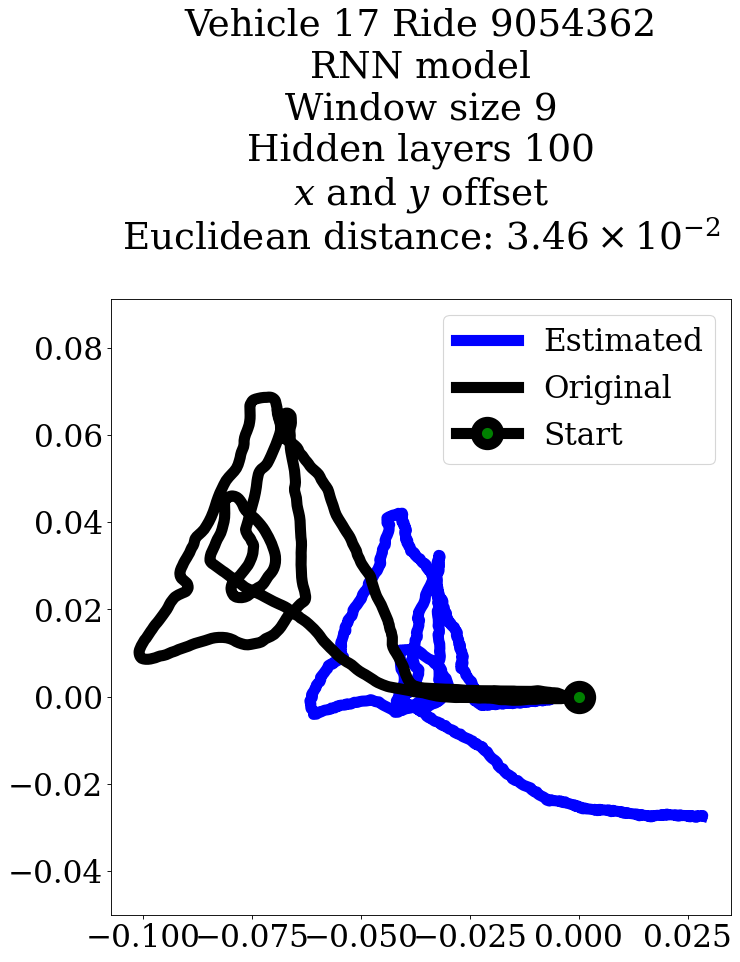 Vehicle 17 Ride 9054362
RNN model
Window size 9
Hidden layers 100
x and y offset
Euclidean distance: 3.46 × 10⁻²
Estimated
Original
Start
0.08
0.06
0.04
0.02
0.00
−0.02
−0.04
−0.100 −0.075 −0.050 −0.025 0.000 0.025